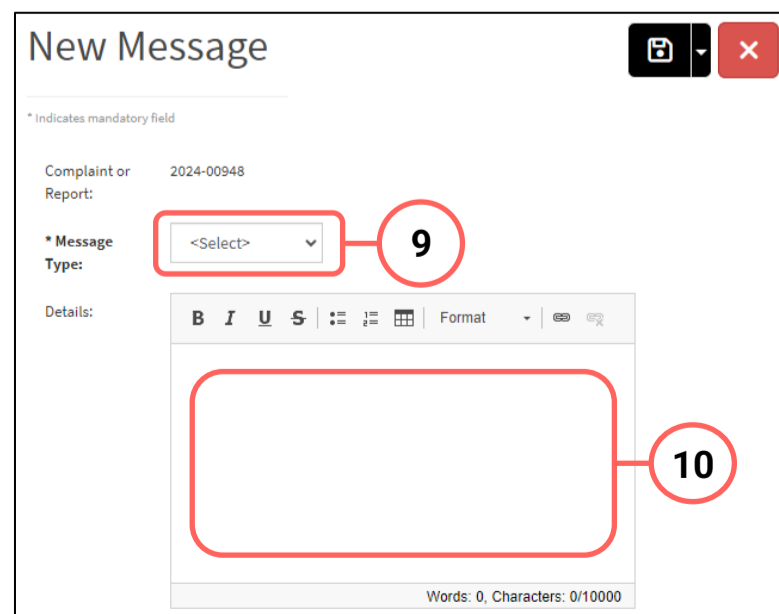 New Message
* Indicates mandatory field
Complaint or
Report:
2024-00948
* Message
Type:
<Select>
9
Details:
B I U S Format
10
Words: 0, Characters: 0/10000